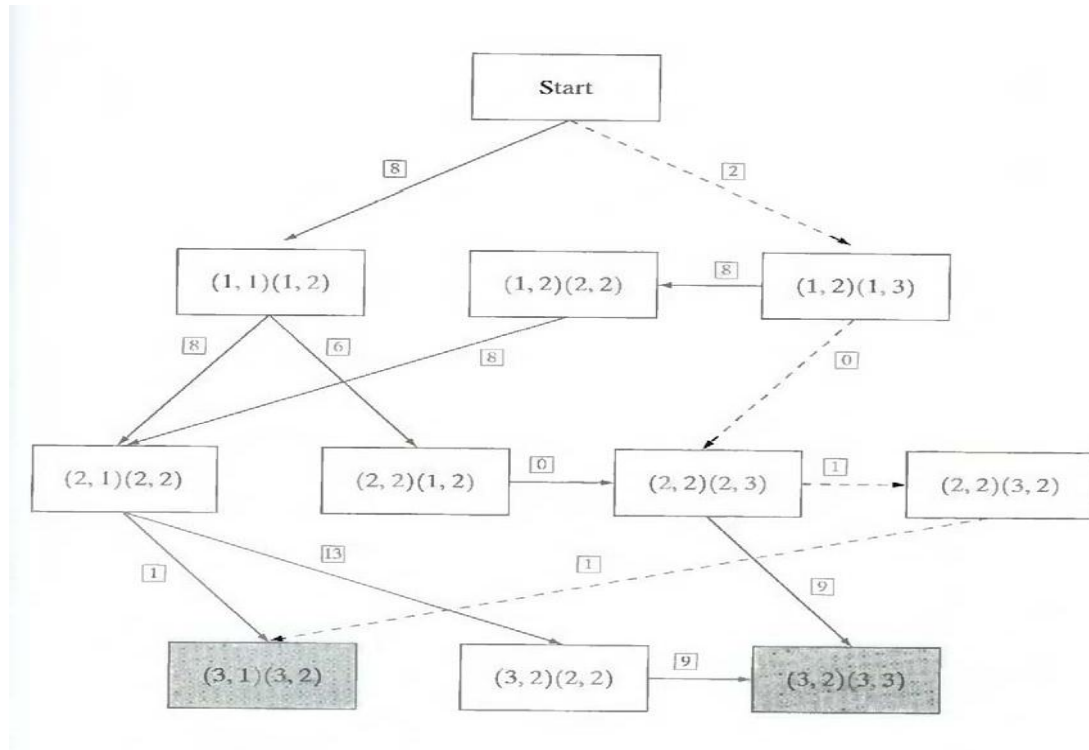 Start
8
2
(1, 1)(1, 2)
(1, 2)(2, 2)
8
(1, 2)(1, 3)
8
6
8
0
(2, 1)(2, 2)
(2, 2)(1, 2)
0
(2, 2)(2, 3)
1
(2, 2)(3, 2)
1
13
1
9
(3, 1)(3, 2)
(3, 2)(2, 2)
9
(3, 2)(3, 3)